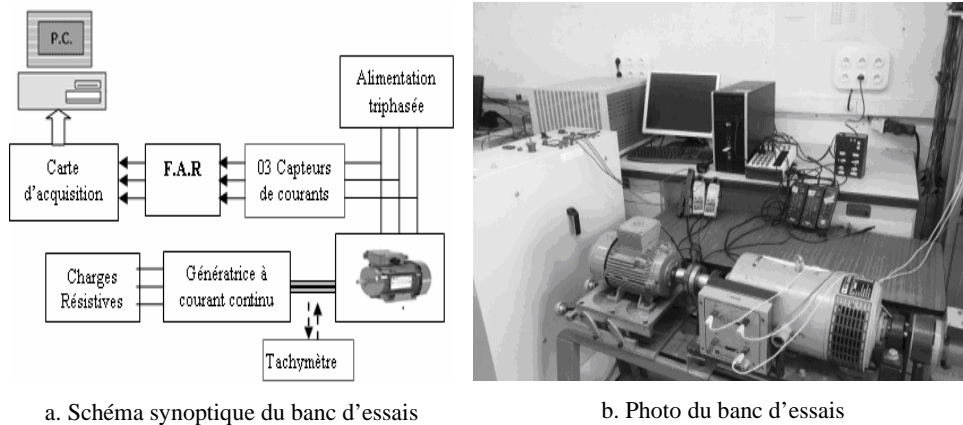 P.C.
Alimentation
triphasée
Carte
d'acquisition
F.A.R
03 Capteurs
de courants
Charges
Résistives
Génératrice à
courant continu
Tachymètre
a. Schéma synoptique du banc d'essais
b. Photo du banc d'essais